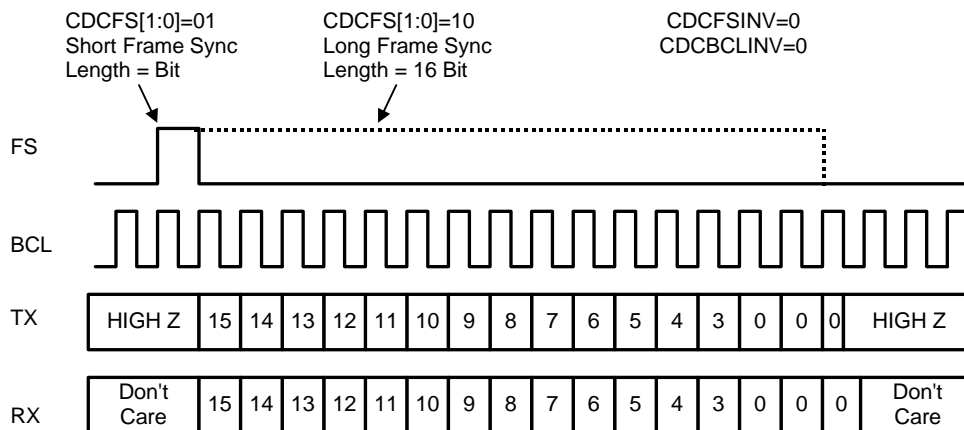 CDCFS[1:0]=01
Short Frame Sync
Length = Bit
CDCFS[1:0]=10
Long Frame Sync
Length = 16 Bit
CDCFSINV=0
CDCBCLINV=0
FS
BCL
TX HIGH Z 15 14 13 12 11 10 9 8 7 6 5 4 3 0 0 0 HIGH Z
RX Don't Care 15 14 13 12 11 10 9 8 7 6 5 4 3 0 0 0 Don't Care